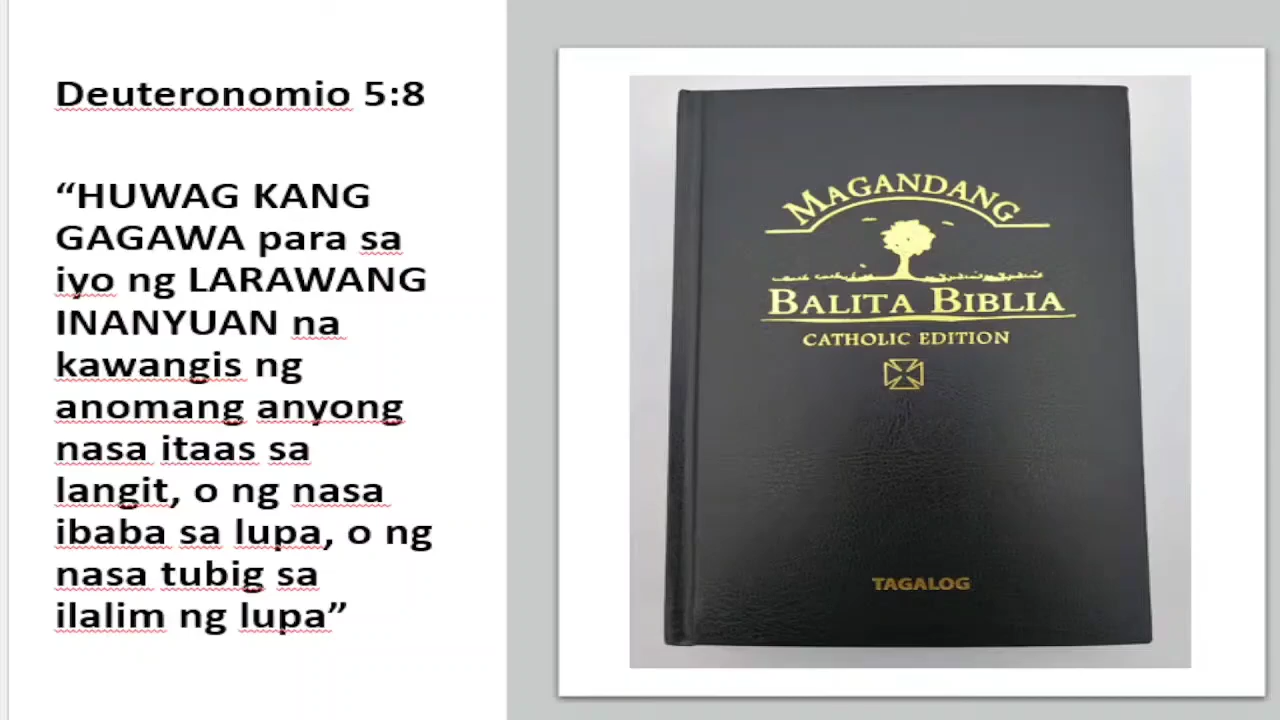 Deuteronomio 5:8
“HUWAG KANG
GAGAWA para sa
iyo ng LARAWANG
INANYUAN na
kawangis ng
anomang anyong
nasa itaas sa
langit, o ng nasa
ibaba sa lupa, o ng
nasa tubig sa
ilalim ng lupa”
MAGANDANG
BALITA BIBLIA
CATHOLIC EDITION
TAGALOG